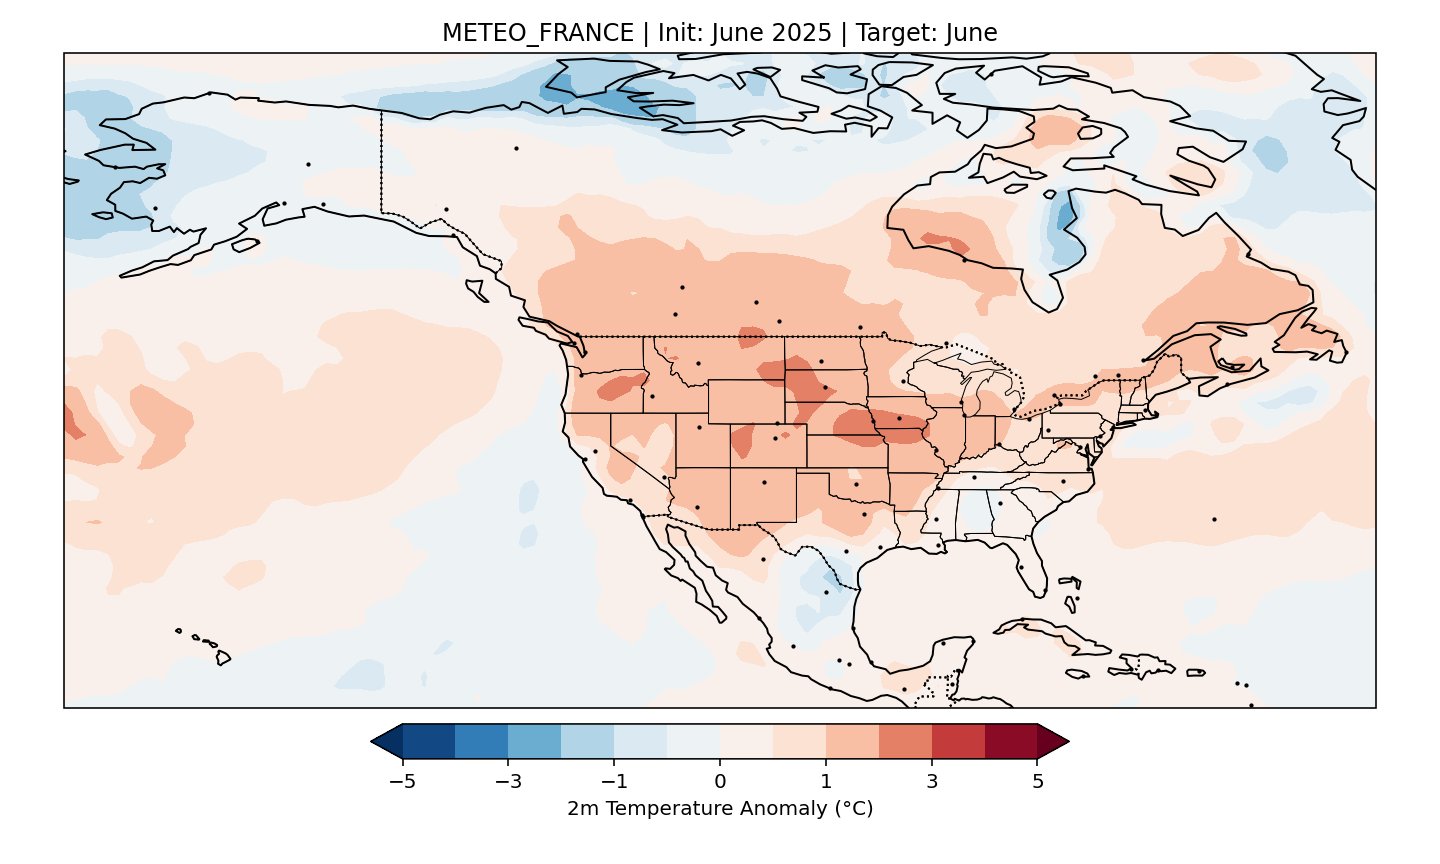 METEO_FRANCE | Init: June 2025 | Target: June
−5 −3 −1 0 1 3 5
2m Temperature Anomaly (°C)